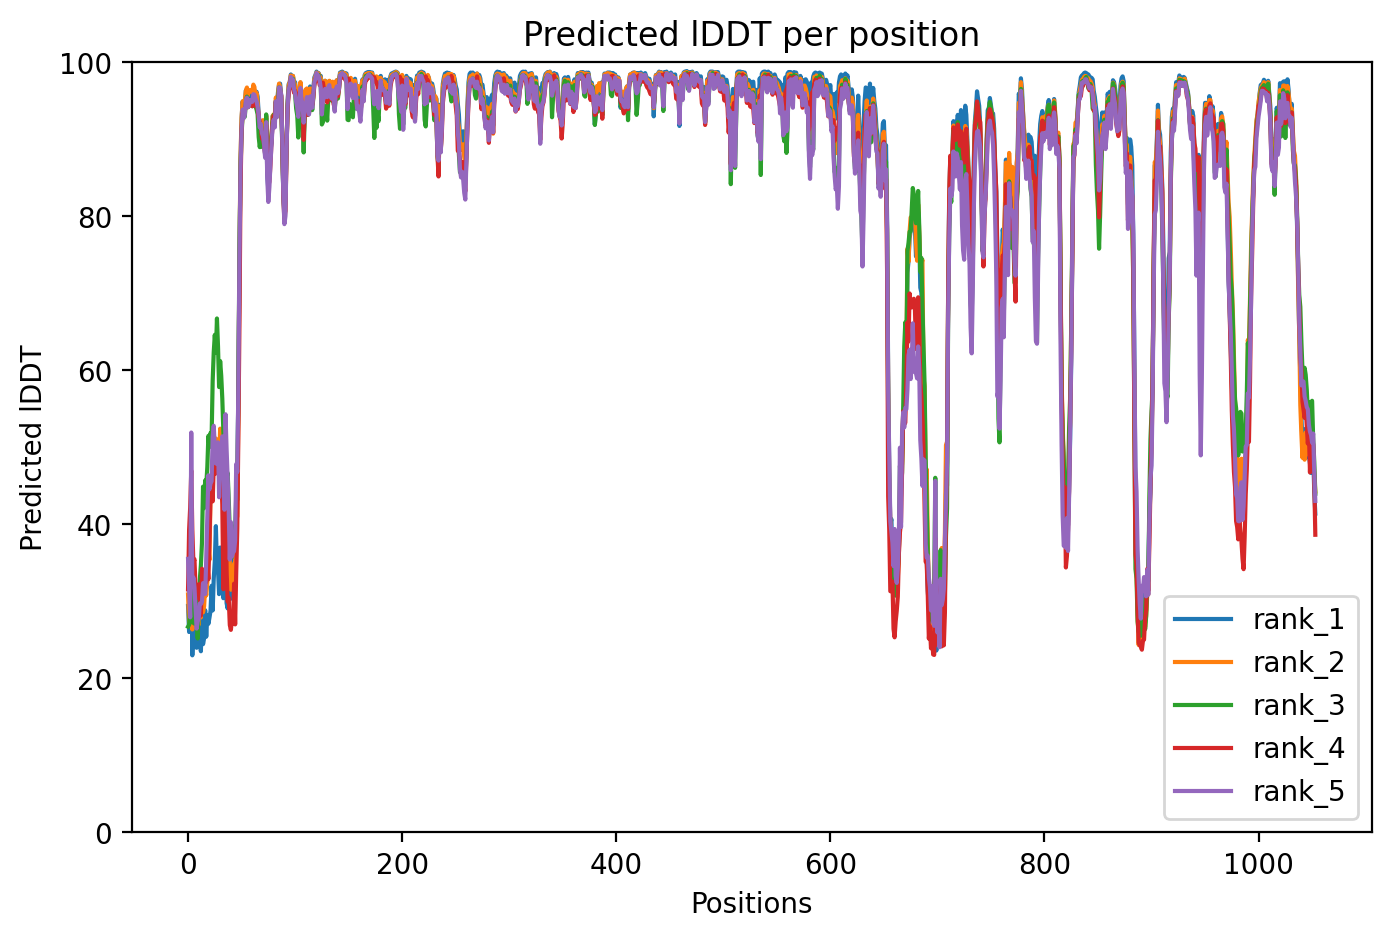 Predicted lDDT per position
Predicted lDDT
100
80
60
40
20
0
0 200 400 600 800 1000
Positions
rank_1
rank_2
rank_3
rank_4
rank_5